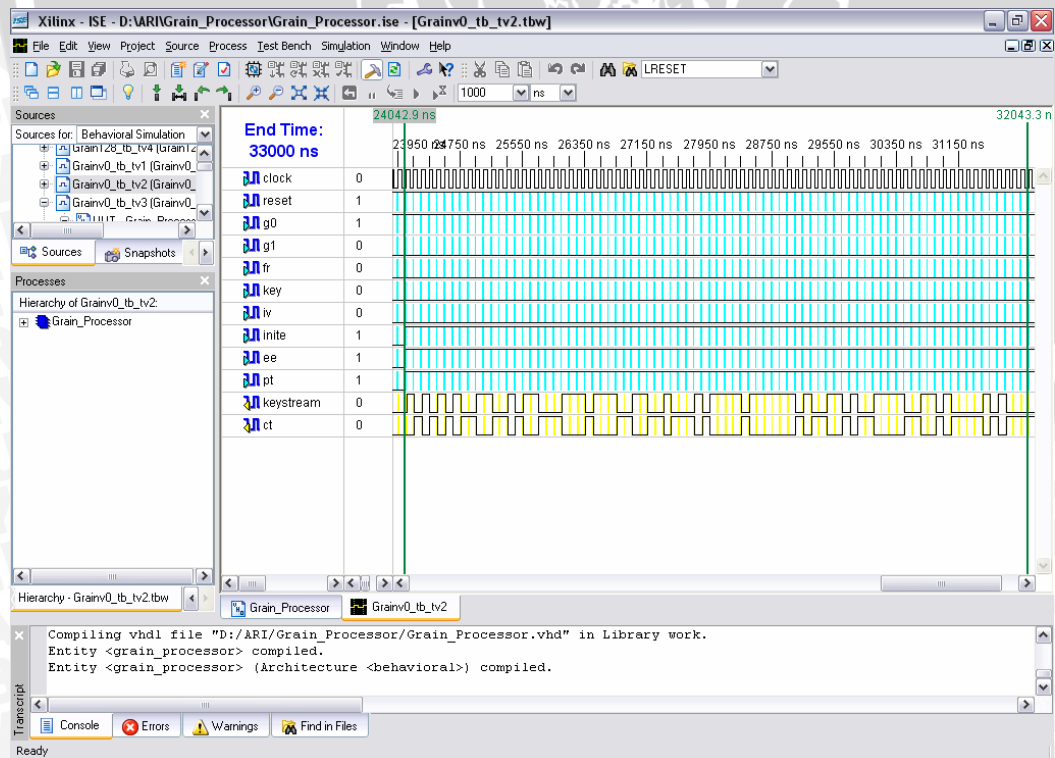 Xilinx - ISE - D:\ARI\Grain_Processor\Grain_Processor.ise - [Grainv0_tb_tv2.tbw]
File Edit View Project Source Process Test Bench Simulation Window Help
LRESET
1000 ns
Sources
Sources for: Behavioral Simulation
Grain128_tb_tv4 (Grain12
Grainv0_tb_tv1 (Grainv0_
Grainv0_tb_tv2 (Grainv0_
Grainv0_tb_tv3 (Grainv0_
Sources Snapshots
Processes
Hierarchy of Grainv0_tb_tv2:
Grain_Processor
Hierarchy - Grainv0_tb_tv2.tbw
24042.9 ns 32043.3 n
End Time:
33000 ns
23950 24750 ns 25550 ns 26350 ns 27150 ns 27950 ns 28750 ns 29550 ns 30350 ns 31150 ns
clock 0
reset 1
g0 1
g1 0
fr 0
key 0
iv 0
inite 1
ee 1
pt 1
keystream 0
ct 0
Grain_Processor Grainv0_tb_tv2
Compiling vhdl file "D:/ARI/Grain_Processor/Grain_Processor.vhd" in Library work.
Entity <grain_processor> compiled.
Entity <grain_processor> (Architecture <behavioral>) compiled.
Transcript
Console Errors Warnings Find in Files
Ready